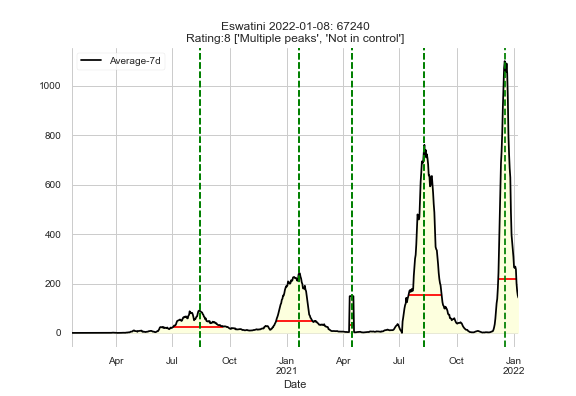 Eswatini 2022-01-08: 67240
Rating:8 ['Multiple peaks', 'Not in control']
Average-7d
1000
800
600
400
200
0
Apr Jul Oct Jan Apr Jul Oct Jan
2021 2022
Date